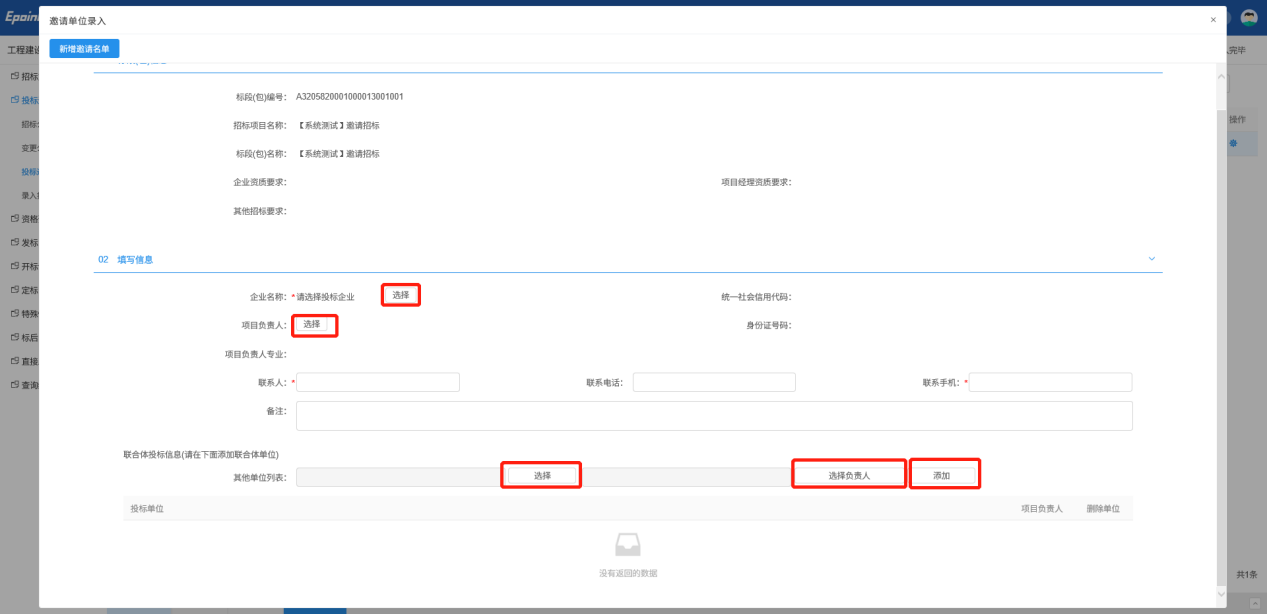 Epoin
邀请单位录入
×
新增邀请名单
工程建设
完毕
招标
投标
招标
变更
投标
录入
资格
发标
开标
定标
特殊
标后
直接
查询
操作
标段(包)编号： A3205820001000013001001
招标项目名称： 【系统测试】邀请招标
标段(包)名称： 【系统测试】邀请招标
企业资质要求： 项目经理资质要求：
其他招标要求：
02 填写信息
企业名称： *请选择投标企业 选择 统一社会信用代码：
项目负责人： 选择 身份证号码：
项目负责人专业：
联系人： * 联系电话： 联系手机： *
备注：
联合体投标信息(请在下面添加联合体单位)
其他单位列表： 选择 选择负责人 添加
投标单位 项目负责人 删除单位
没有返回的数据
共1条